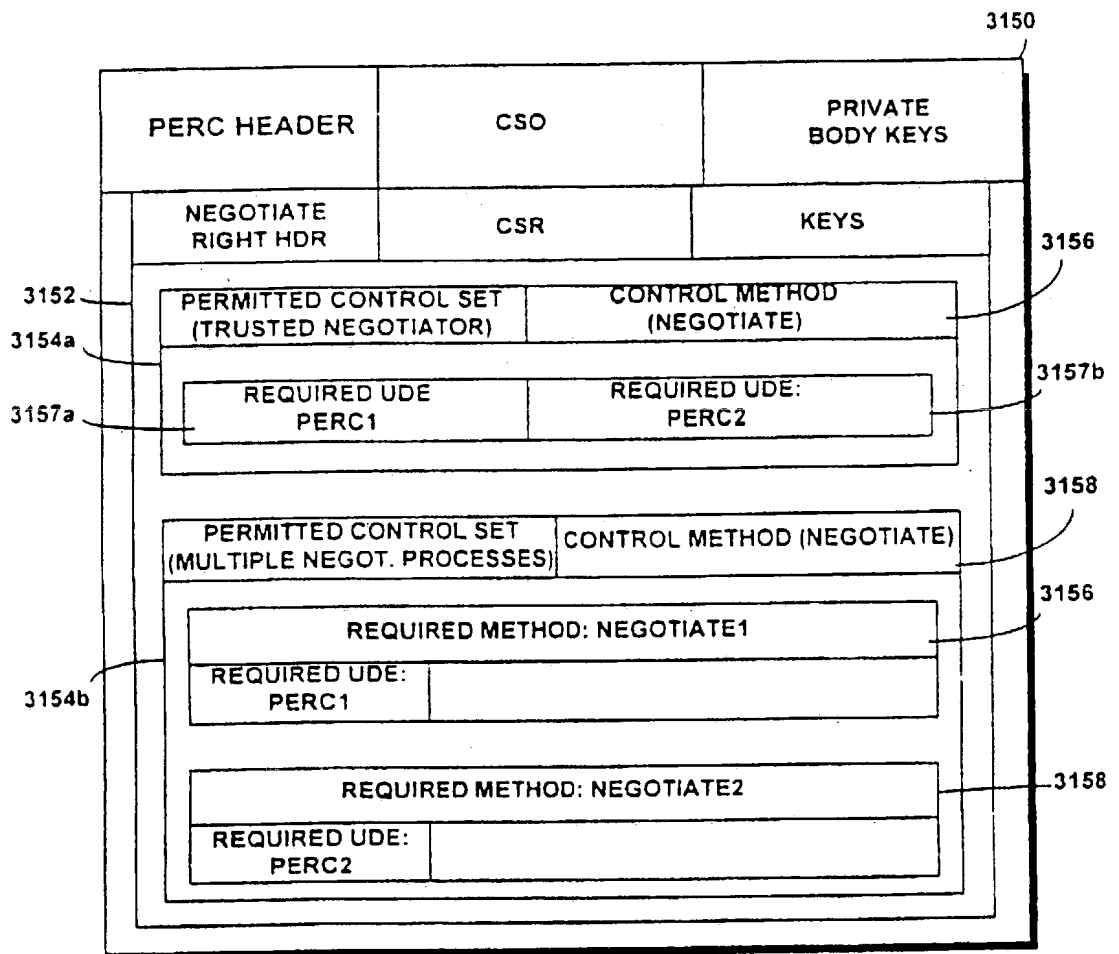 3150
PERC HEADER
CSO
PRIVATE
BODY KEYS
NEGOTIATE
RIGHT HDR
CSR
KEYS
3156
3152
PERMITTED CONTROL SET
(TRUSTED NEGOTIATOR)
CONTROL METHOD
(NEGOTIATE)
3154a
3157b
3157a
REQUIRED UDE
PERC1
REQUIRED UDE:
PERC2
3158
PERMITTED CONTROL SET
(MULTIPLE NEGOT. PROCESSES)
CONTROL METHOD (NEGOTIATE)
3156
REQUIRED METHOD: NEGOTIATE1
3154b
REQUIRED UDE:
PERC1
REQUIRED METHOD: NEGOTIATE2
3158
REQUIRED UDE:
PERC2